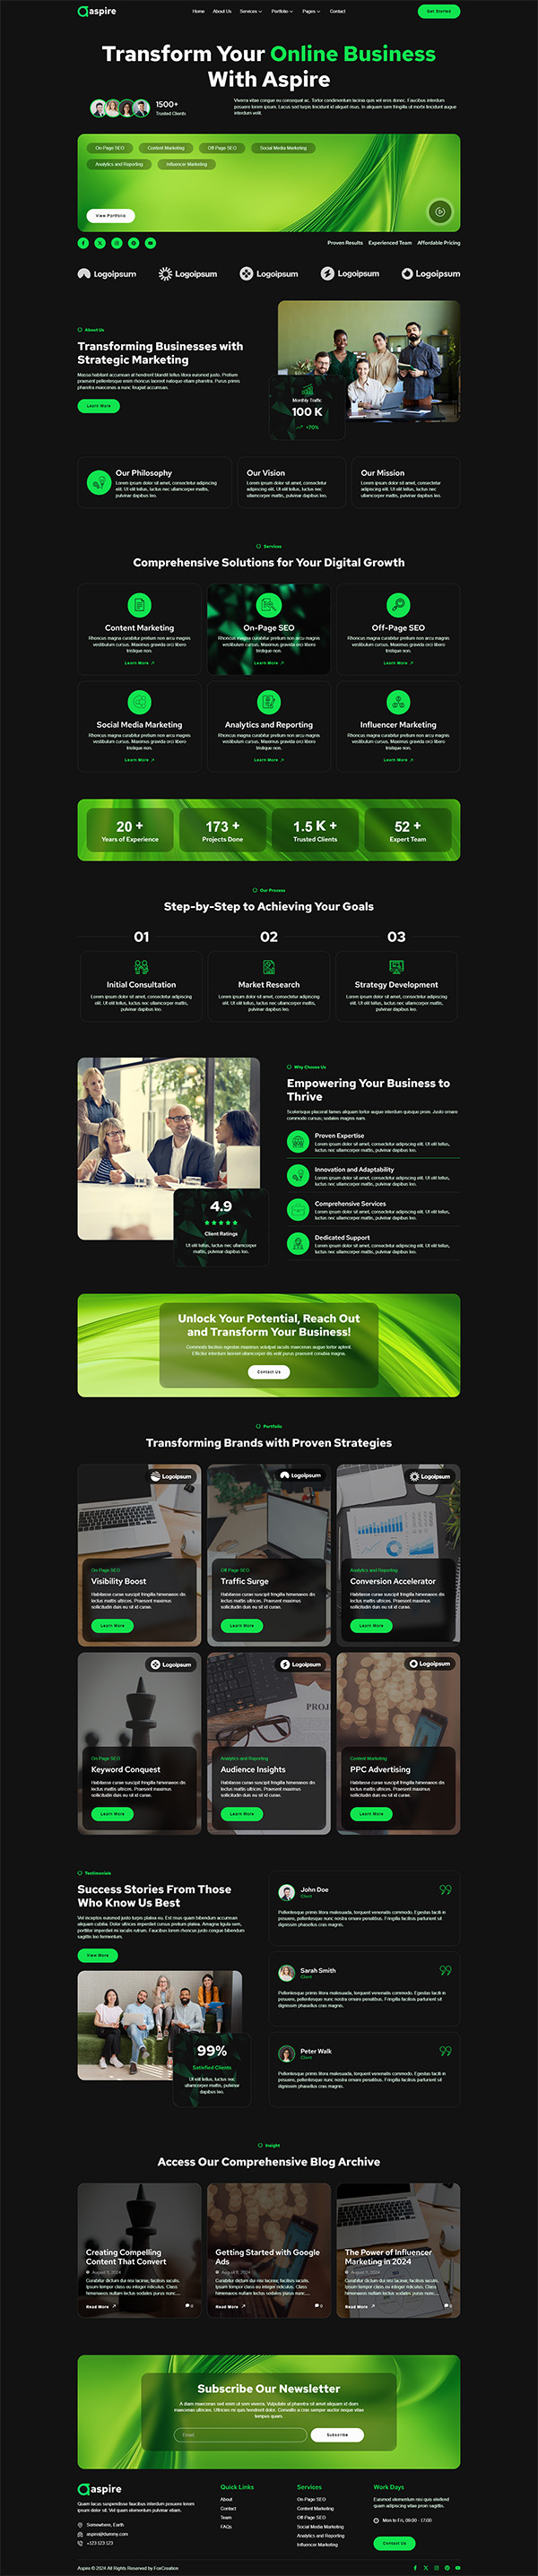 aspire
Home About Us Services Portfolio Pages Contact
Get Started
Transform Your Online Business
With Aspire
1500+
Trusted Clients
Viverra vitae congue eu consequat ac. Tortor condimentum lacinia quis vel eros donec. Faucibus interdum
posuere lorem ipsum. Lacus sed turpis tincidunt id aliquet risus. In aliquam sem fringilla ut morbi tincidunt augue
interdum velit.
On Page SEO Content Marketing Off Page SEO Social Media Marketing
Analytics and Reporting Influencer Marketing
View Portfolio
Proven Results Experienced Team Affordable Pricing
Logoipsum Logoipsum Logoipsum Logoipsum Logoipsum
About Us
Transforming Businesses with
Strategic Marketing
Massa habitant accumsan at hendrerit blandit tellus litora euismod justo. Pretium
praesent pellentesque enim rhoncus laoreet natoque etiam pharetra. Purus primis
pharetra maecenas a nunc feugiat accumsan.
Learn More
Monthly Traffic
100 K
+70%
Our Philosophy
Lorem ipsum dolor sit amet, consectetur adipiscing
elit. Ut elit tellus, luctus nec ullamcorper mattis,
pulvinar dapibus leo.
Our Vision
Lorem ipsum dolor sit amet, consectetur adipiscing
elit. Ut elit tellus, luctus nec
ullamcorper mattis, pulvinar dapibus leo.
Our Mission
Lorem ipsum dolor sit amet, consectetur
adipiscing elit. Ut elit tellus, luctus nec
ullamcorper mattis, pulvinar dapibus leo.
Services
Comprehensive Solutions for Your Digital Growth
Content Marketing
Rhoncus magna curabitur pretium non arcu magnis
vestibulum cursus. Maximus gravida orci libero
tristique non.
Learn More
On-Page SEO
Rhoncus magna curabitur pretium non arcu magnis
vestibulum cursus. Maximus gravida orci libero
tristique non.
Learn More
Off-Page SEO
Rhoncus magna curabitur pretium non arcu magnis
vestibulum cursus. Maximus gravida orci libero
tristique non.
Learn More
Social Media Marketing
Rhoncus magna curabitur pretium non arcu magnis
vestibulum cursus. Maximus gravida orci libero
tristique non.
Learn More
Analytics and Reporting
Rhoncus magna curabitur pretium non arcu magnis
vestibulum cursus. Maximus gravida orci libero
tristique non.
Learn More
Influencer Marketing
Rhoncus magna curabitur pretium non arcu magnis
vestibulum cursus. Maximus gravida orci libero
tristique non.
Learn More
20 +
Years of Experience
173 +
Projects Done
1.5 K +
Trusted Clients
52 +
Expert Team
Our Process
Step-by-Step to Achieving Your Goals
01
Initial Consultation
Lorem ipsum dolor sit amet, consectetur adipiscing
elit. Ut elit tellus, luctus nec ullamcorper mattis,
pulvinar dapibus leo.
02
Market Research
Lorem ipsum dolor sit amet, consectetur adipiscing
elit. Ut elit tellus, luctus nec ullamcorper mattis,
pulvinar dapibus leo.
03
Strategy Development
Lorem ipsum dolor sit amet, consectetur adipiscing
elit. Ut elit tellus, luctus nec ullamcorper mattis,
pulvinar dapibus leo.
4.9
Client Ratings
Ut elit tellus, luctus nec ullamcorper
mattis, pulvinar dapibus leo.
Why Choose Us
Empowering Your Business to
Thrive
Scelerisque placerat fames aliquam tortor augue interdum quisque proin. Justo ornare
commodo cursus; sodales magnis nam.
Proven Expertise
Lorem ipsum dolor sit amet, consectetur adipiscing elit. Ut elit tellus,
luctus nec ullamcorper mattis, pulvinar dapibus leo.
Innovation and Adaptability
Lorem ipsum dolor sit amet, consectetur adipiscing elit. Ut elit tellus,
luctus nec ullamcorper mattis, pulvinar dapibus leo.
Comprehensive Services
Lorem ipsum dolor sit amet, consectetur adipiscing elit. Ut elit tellus,
luctus nec ullamcorper mattis, pulvinar dapibus leo.
Dedicated Support
Lorem ipsum dolor sit amet, consectetur adipiscing elit. Ut elit tellus,
luctus nec ullamcorper mattis, pulvinar dapibus leo.
Unlock Your Potential, Reach Out
and Transform Your Business!
Commodo facilisis egestas maximus volutpat iaculis maecenas augue tortor aptent.
Efficitur interdum laoreet ullamcorper dis velit purus praesent conubia magna.
Contact Us
Portfolio
Transforming Brands with Proven Strategies
Logoipsum
On Page SEO
Visibility Boost
Habitasse curae suscipit fringilla himenaeos dis
lectus mattis ultrices. Praesent maximus
sollicitudin duis eu sit id curae.
Learn More
Logoipsum
Off Page SEO
Traffic Surge
Habitasse curae suscipit fringilla himenaeos dis
lectus mattis ultrices. Praesent maximus
sollicitudin duis eu sit id curae.
Learn More
Logoipsum
Analytics and Reporting
Conversion Accelerator
Habitasse curae suscipit fringilla himenaeos dis
lectus mattis ultrices. Praesent maximus
sollicitudin duis eu sit id curae.
Learn More
Logoipsum
On Page SEO
Keyword Conquest
Habitasse curae suscipit fringilla himenaeos dis
lectus mattis ultrices. Praesent maximus
sollicitudin duis eu sit id curae.
Learn More
Logoipsum
Analytics and Reporting
Audience Insights
Habitasse curae suscipit fringilla himenaeos dis
lectus mattis ultrices. Praesent maximus
sollicitudin duis eu sit id curae.
Learn More
Logoipsum
Content Marketing
PPC Advertising
Habitasse curae suscipit fringilla himenaeos dis
lectus mattis ultrices. Praesent maximus
sollicitudin duis eu sit id curae.
Learn More
Testimonials
Success Stories From Those
Who Know Us Best
Vel inceptos euismod justo turpis platea eu. Est risus quam bibendum accumsan
aliquam cubilia. Dolor ultrices imperdiet cursus pretium platea. Amagna ligula sem,
porttitor imperdiet mi iaculis rutrum. Faucibus lorem rhoncus justo congue bibendum
sagittis leo fermentum.
View More
99%
Satisfied Clients
Ut elit tellus, luctus nec
ullamcorper mattis, pulvinar
dapibus leo.
John Doe
Client
Pellentesque primis litora malesuada, torquent venenatis commodo. Egestas taciti in
posuere, pellentesque nunc nostra ornare penatibus. Fringilla facilisis parturient sit
dignissim phasellus cras magna.
Sarah Smith
Client
Pellentesque primis litora malesuada, torquent venenatis commodo. Egestas taciti in
posuere, pellentesque nunc nostra ornare penatibus. Fringilla facilisis parturient sit
dignissim phasellus cras magna.
Peter Walk
Client
Pellentesque primis litora malesuada, torquent venenatis commodo. Egestas taciti in
posuere, pellentesque nunc nostra ornare penatibus. Fringilla facilisis parturient sit
dignissim phasellus cras magna.
Insight
Access Our Comprehensive Blog Archive
Creating Compelling
Content That Convert
August 11, 2024
Curabitur dictum dui nisi lacinia; facilisis iaculis.
Ipsum tempor class eu integer ridiculus. Class
himenaeos nullam lectus sodales purus nunc....
Read More 0
Getting Started with Google
Ads
August 11, 2024
Curabitur dictum dui nisi lacinia; facilisis iaculis.
Ipsum tempor class eu integer ridiculus. Class
himenaeos nullam lectus sodales purus nunc....
Read More 0
The Power of Influencer
Marketing in 2024
August 11, 2024
Curabitur dictum dui nisi lacinia; facilisis iaculis.
Ipsum tempor class eu integer ridiculus. Class
himenaeos nullam lectus sodales purus nunc....
Read More 0
Subscribe Our Newsletter
A diam maecenas sed enim ut sem viverra. Vulputate ut pharetra sit amet aliquam id diam
maecenas ultricies. Ultricies mi quis hendrerit dolor. Convallis a cras semper auctor neque vitae
tempus quam.
Email
Subscribe
aspire
Quam lacus suspendisse faucibus interdum posuere lorem
ipsum dolor sit. Vel quam elementum pulvinar etiam.
Somewhere, Earth
aspire@dummy.com
+123 123 123
Quick Links
About
Contact
Team
FAQs
Services
On Page SEO
Content Marketing
Off Page SEO
Social Media Marketing
Analytics and Reporting
Influencer Marketing
Work Days
Euismod elementum nisi quis eleifend
quam adipiscing vitae proin sagittis.
Mon to Fri, 09:00 - 17:00
Contact Us
Aspire © 2024 All Rights Reserved by FoxCreation